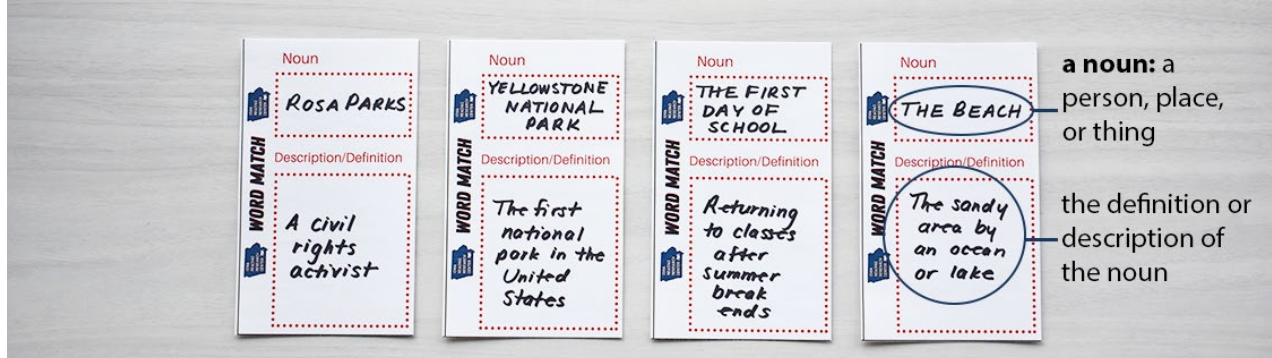 Noun
ROSA PARKS
WORD MATCH
Description/Definition
A civil
rights
activist
Noun
YELLOWSTONE
NATIONAL
PARK
WORD MATCH
Description/Definition
The first
national
park in the
United
States
Noun
THE FIRST
DAY OF
SCHOOL
WORD MATCH
Description/Definition
Returning
to classes
after
summer
break
ends
Noun
THE BEACH
WORD MATCH
Description/Definition
The sandy
area by
an ocean
or lake
a noun: a
person, place,
or thing
the definition or
description of
the noun